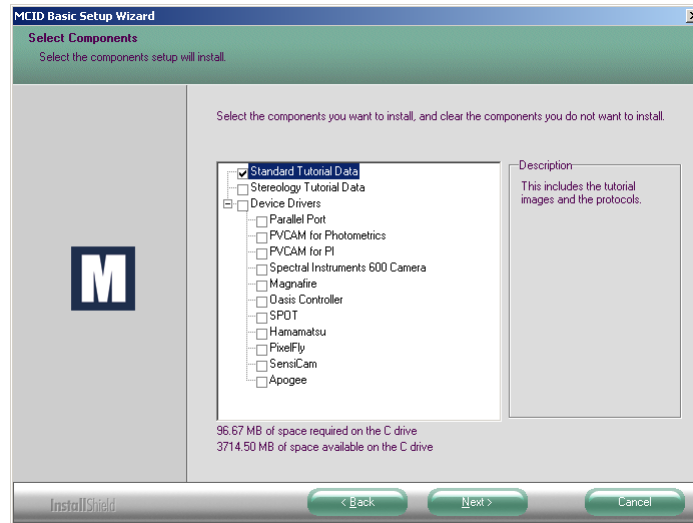 MCID Basic Setup Wizard
Select Components
Select the components setup will install.
Select the components you want to install, and clear the components you do not want to install.
Standard Tutorial Data
Stereology Tutorial Data
Device Drivers
Parallel Port
PVCAM for Photometrics
PVCAM for PI
Spectral Instruments 600 Camera
Magnafire
Oasis Controller
SPOT
Hamamatsu
PixelFly
SensiCam
Apogee
Description
This includes the tutorial
images and the protocols.
M
96.67 MB of space required on the C drive
3714.50 MB of space available on the C drive
InstallShield
< Back
Next >
Cancel